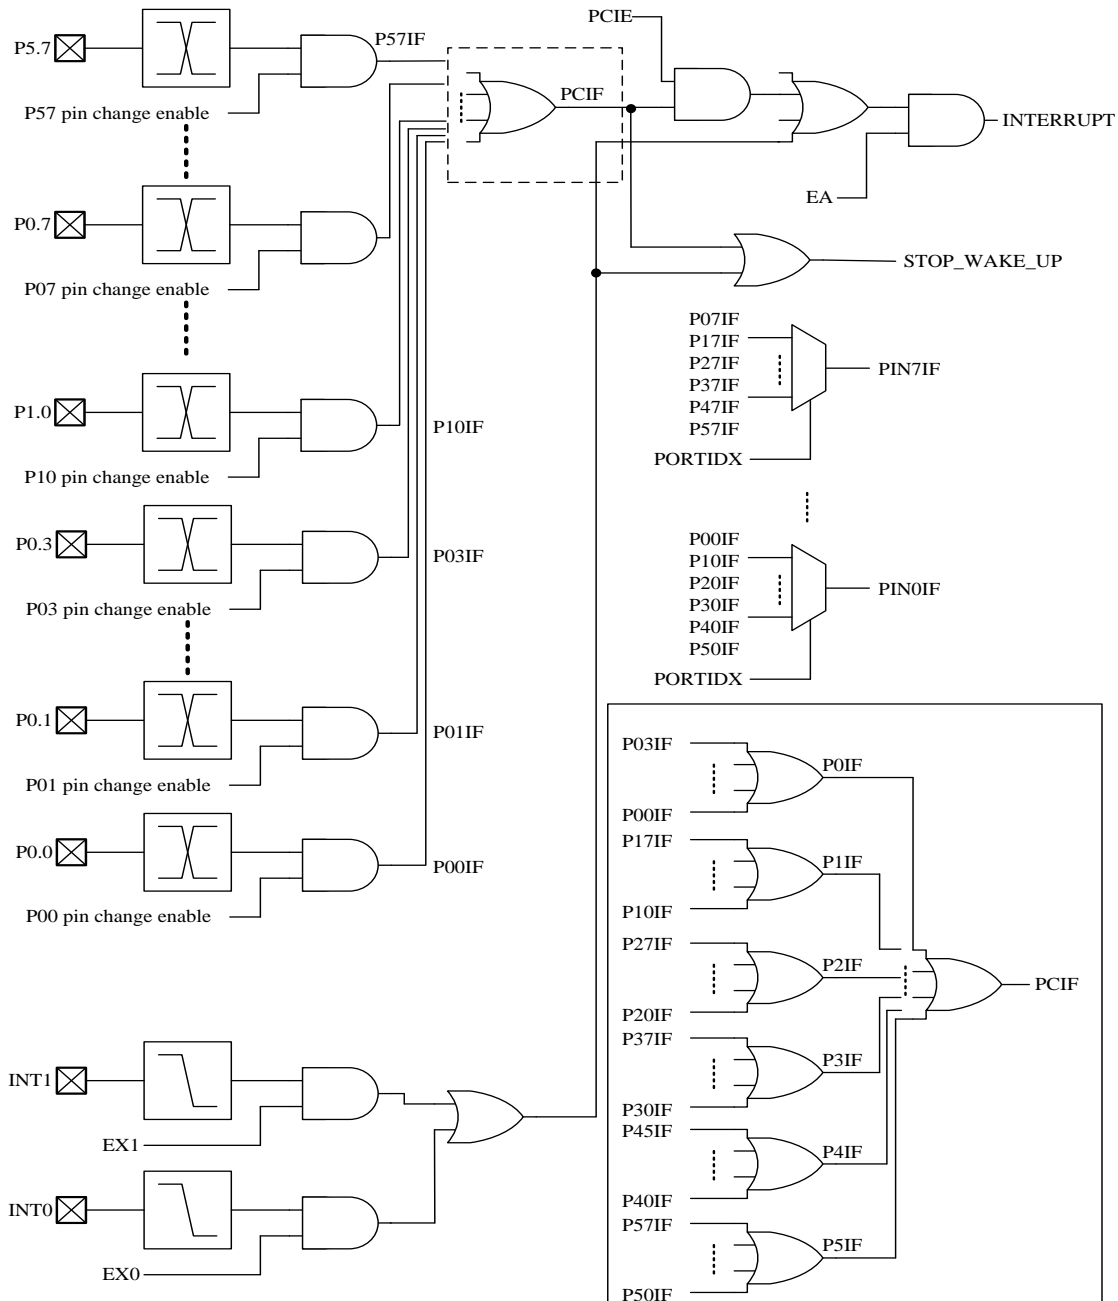 P5.7
P57IF
P57 pin change enable
PCIE
PCIF
INTERRUPT
EA
P0.7
P07 pin change enable
STOP_WAKE_UP
P07IF
P17IF
P27IF
P37IF
P47IF
P57IF
PIN7IF
PORTIDX
P1.0
P10IF
P10 pin change enable
P00IF
P10IF
P20IF
P30IF
P40IF
P50IF
PIN0IF
PORTIDX
P0.3
P03IF
P03 pin change enable
P0.1
P01IF
P01 pin change enable
P0.0
P00IF
P00 pin change enable
P03IF
P0IF
P00IF
P17IF
P1IF
P10IF
P27IF
P2IF
P20IF
PCIF
P37IF
P3IF
P30IF
P45IF
P4IF
P40IF
P57IF
P5IF
P50IF
INT1
EX1
INT0
EX0